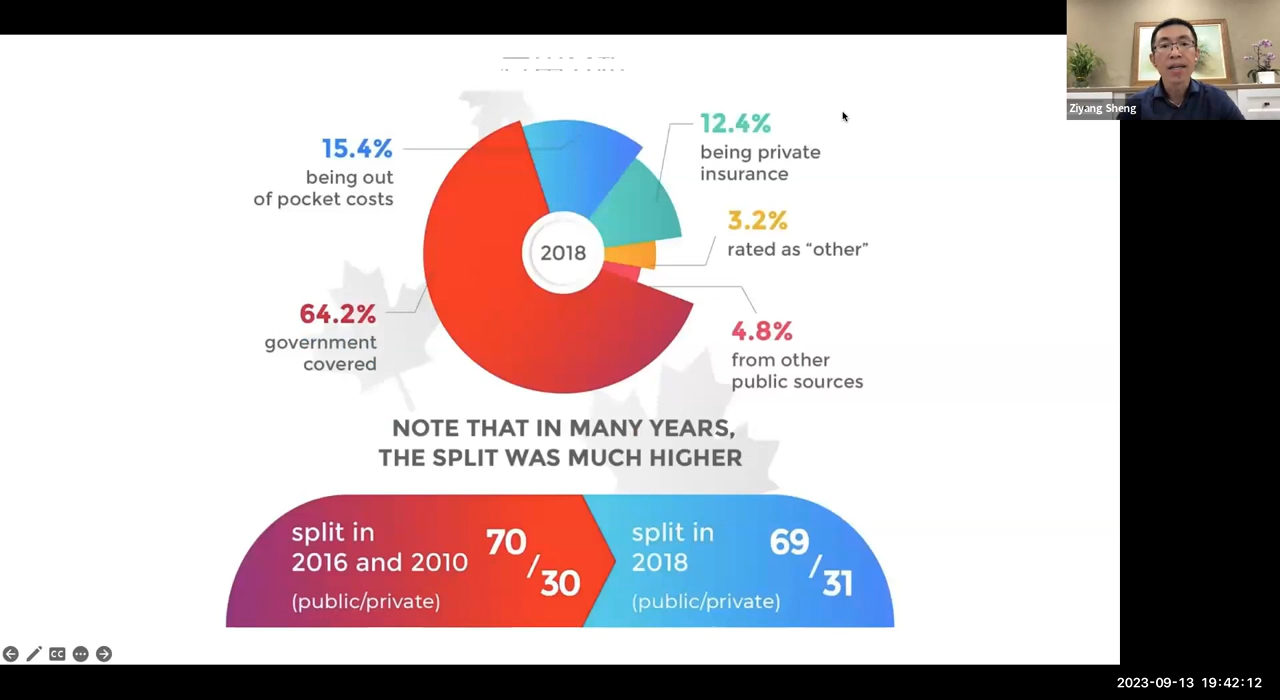 15.4%
being out
of pocket costs
12.4%
being private
insurance
3.2%
rated as “other”
2018
64.2%
government
covered
4.8%
from other
public sources
NOTE THAT IN MANY YEARS,
THE SPLIT WAS MUCH HIGHER
split in
2016 and 2010
(public/private)
70
/
30
split in
2018
(public/private)
69
/
31
Ziyang Sheng
CC
2023-09-13 19:42:12